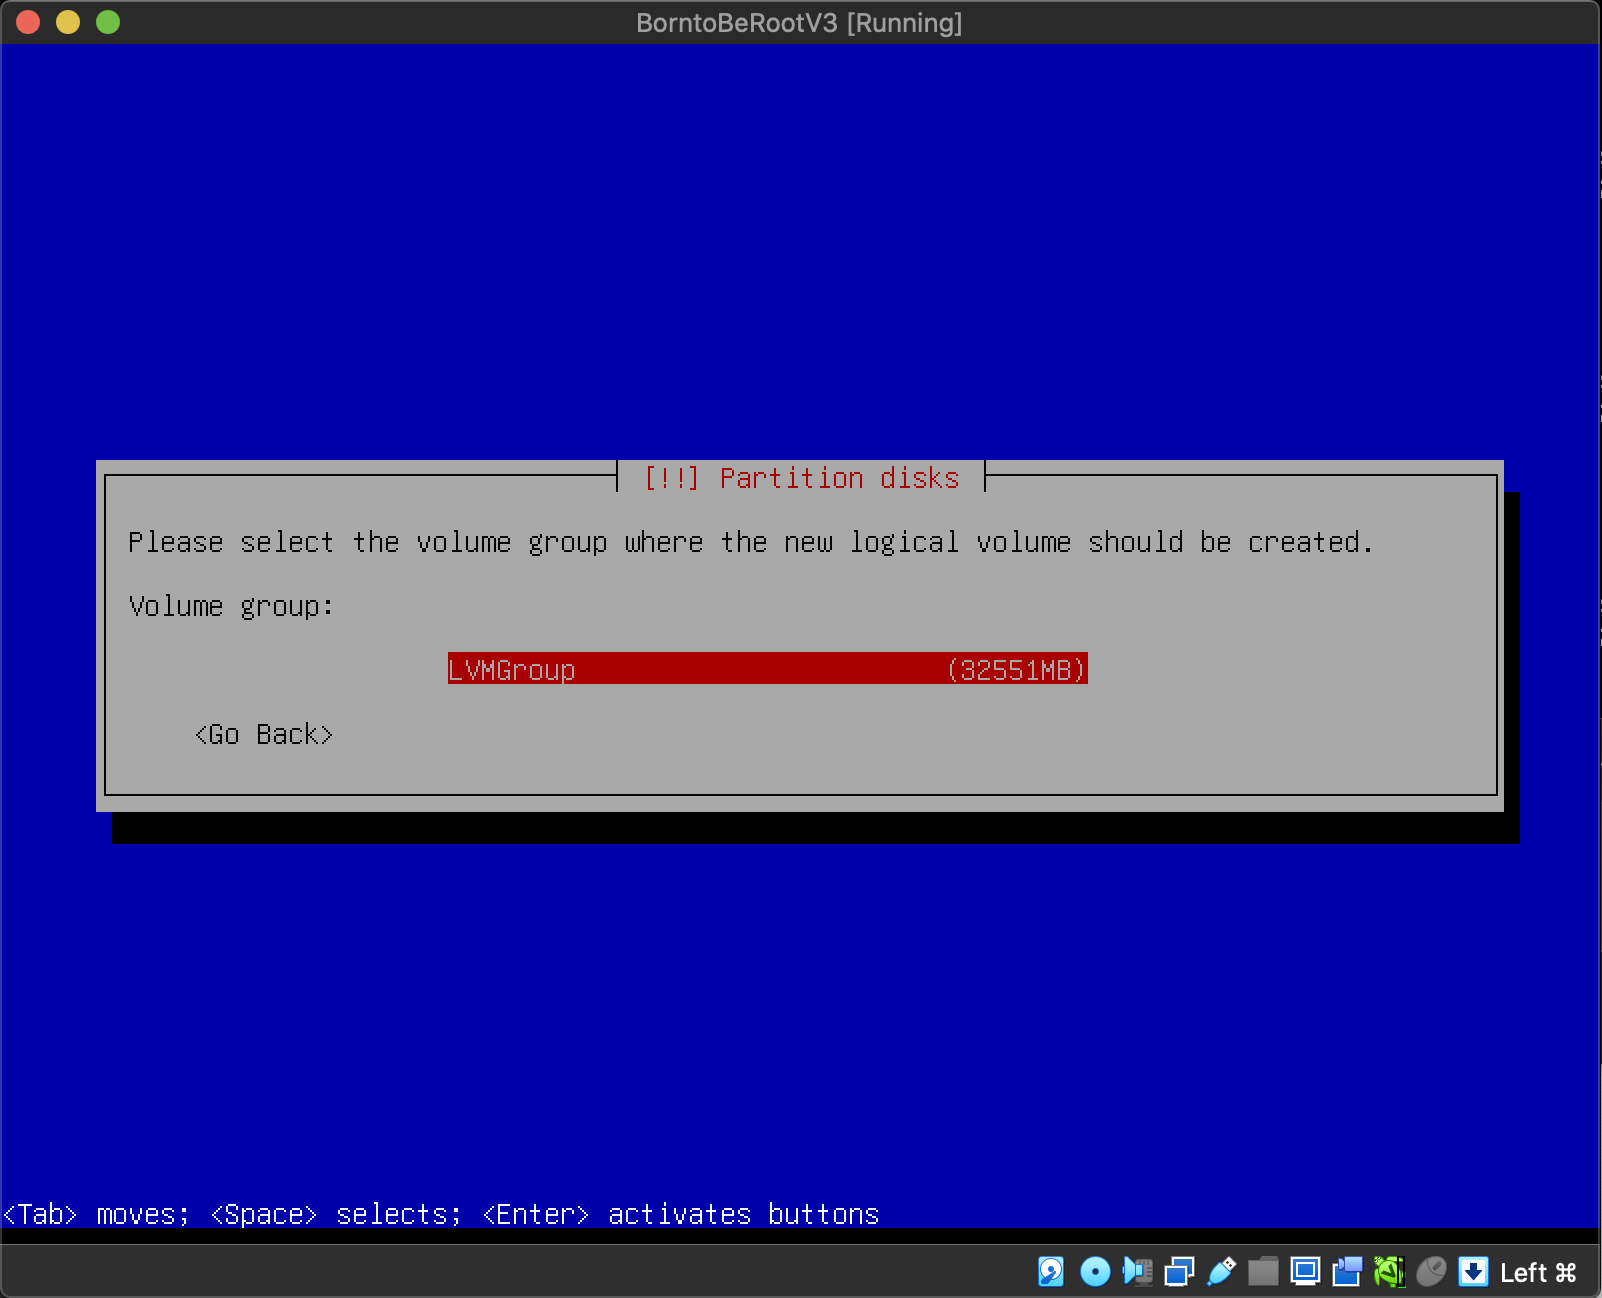 BorntoBeRootV3 [Running]
[!!] Partition disks
Please select the volume group where the new logical volume should be created.
Volume group:
LVMGroup (32551MB)
<Go Back>
<Tab> moves; <Space> selects; <Enter> activates buttons
Left ⌘